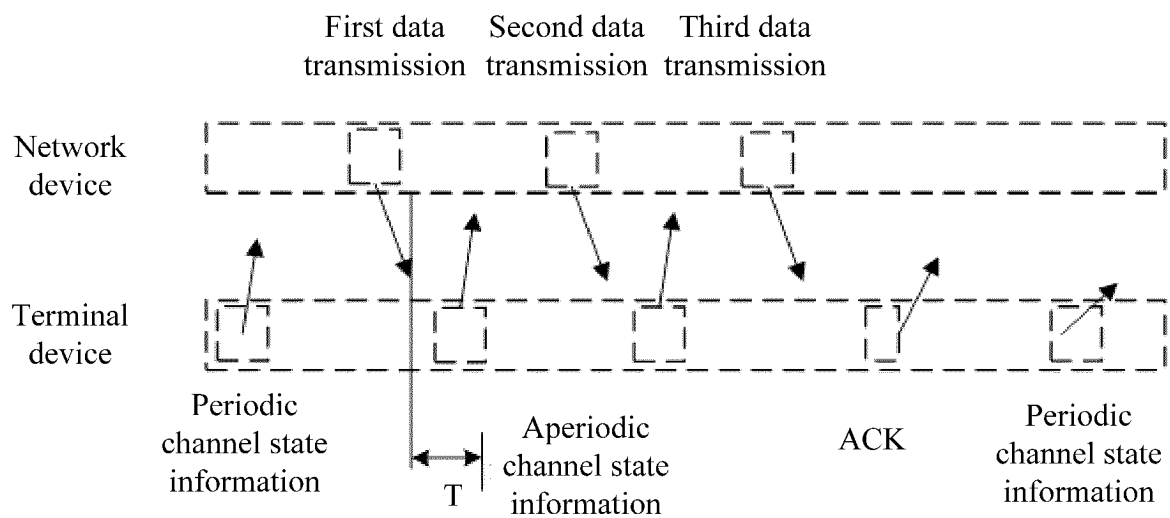 First data
transmission
Second data
transmission
Third data
transmission
Network
device
Terminal
device
Periodic
channel state
information
T
Aperiodic
channel state
information
ACK
Periodic
channel state
information